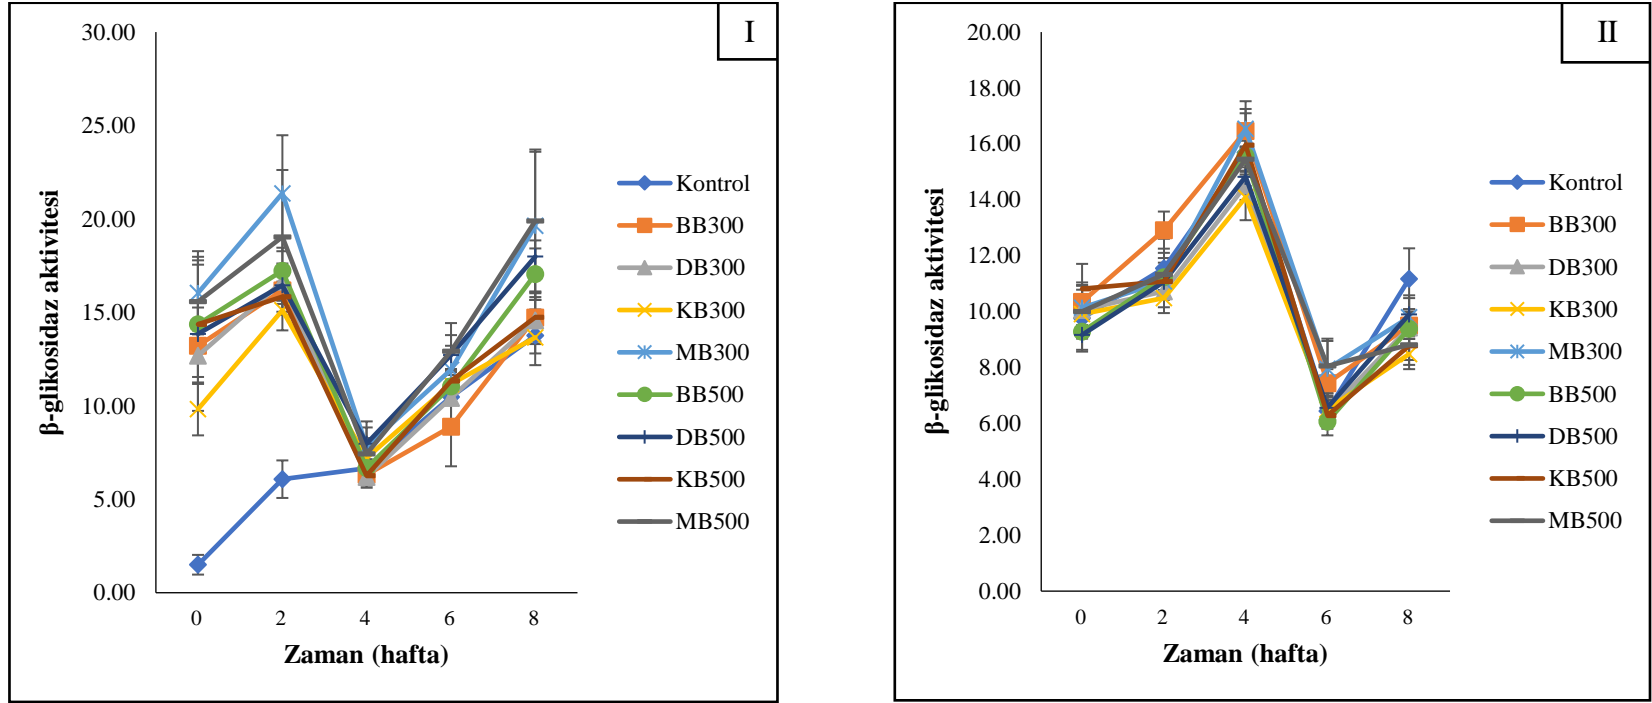 I
30.00
25.00
20.00
15.00
10.00
5.00
0.00
0 2 4 6 8
β-glikosidaz aktivitesi
Zaman (hafta)
Kontrol
BB300
DB300
KB300
MB300
BB500
DB500
KB500
MB500
II
20.00
18.00
16.00
14.00
12.00
10.00
8.00
6.00
4.00
2.00
0.00
0 2 4 6 8
β-glikosidaz aktivitesi
Zaman (hafta)
Kontrol
BB300
DB300
KB300
MB300
BB500
DB500
KB500
MB500